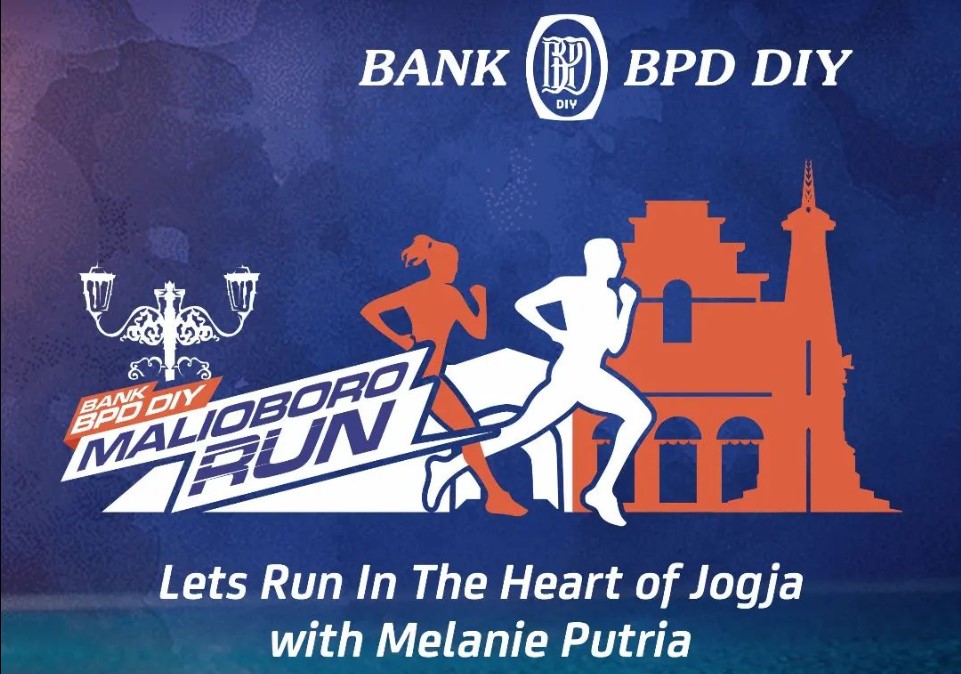 BANK BPD DIY BPD DIY
BANK
BPD DIY
MALIOBORO
RUN
Lets Run In The Heart of Jogja
with Melanie Putria